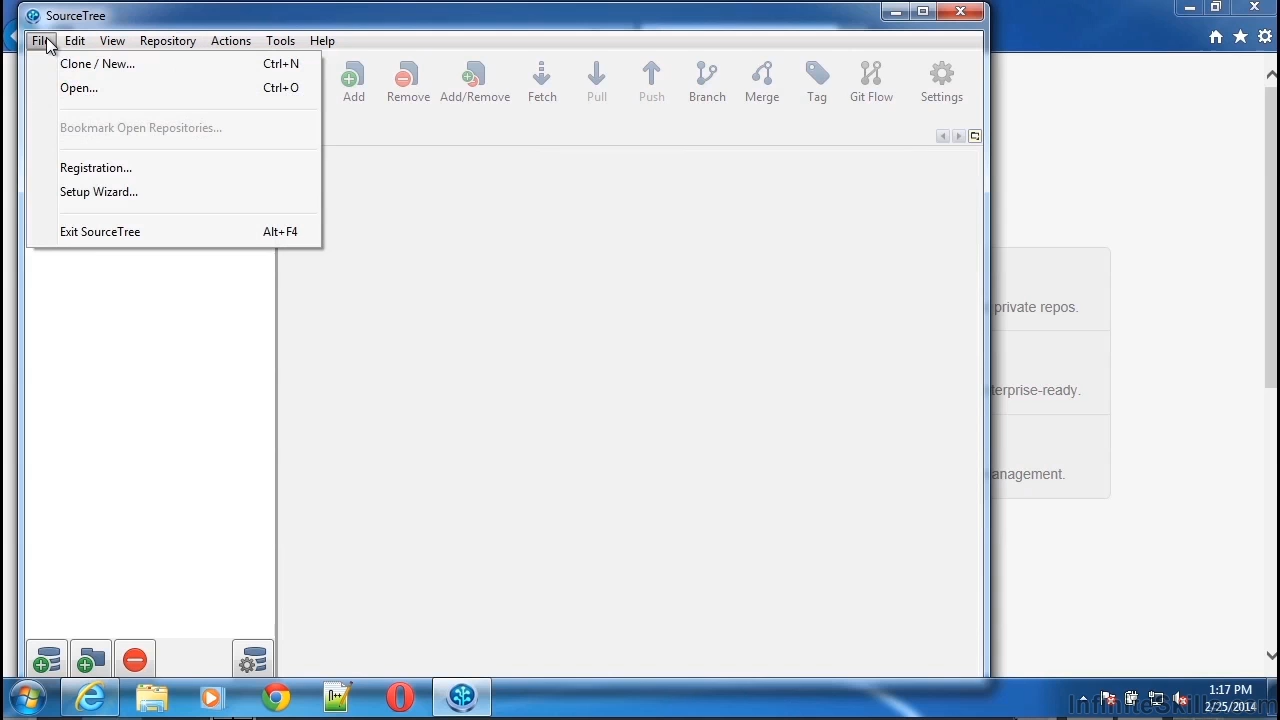 SourceTree
File Edit View Repository Actions Tools Help
Clone / New... Ctrl+N
Open... Ctrl+O
Bookmark Open Repositories...
Registration...
Setup Wizard...
Exit SourceTree Alt+F4
Add Remove Add/Remove Fetch Pull Push Branch Merge Tag Git Flow Settings
private repos.
terprise-ready.
anagement.
1:17 PM
2/25/2014
InfiniteSkills.com